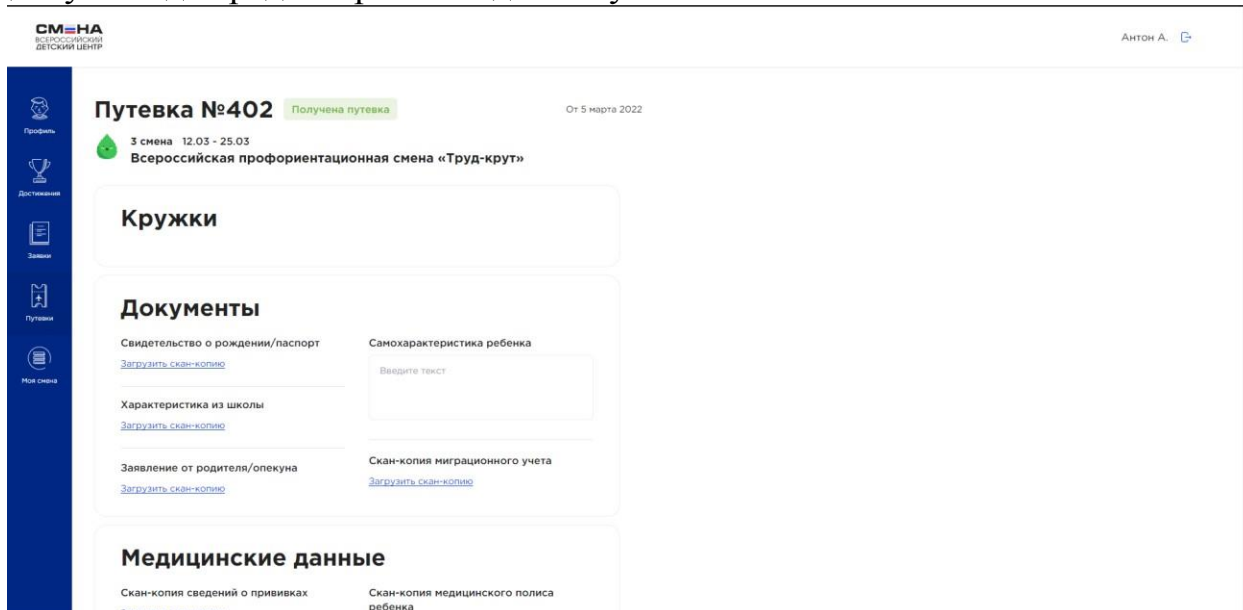 СМЕНА
ВСЕРОССИЙСКИЙ
ДЕТСКИЙ ЦЕНТР
Антон А.
Профиль
Достижения
Заявки
Путевки
Моя смена
Путевка №402 Получена путевка От 5 марта 2022
3 смена 12.03 - 25.03
Всероссийская профориентационная смена «Труд-крут»
Кружки
Документы
Свидетельство о рождении/паспорт
Загрузить скан-копию
Характеристика из школы
Загрузить скан-копию
Заявление от родителя/опекуна
Загрузить скан-копию
Самохарактеристика ребенка
Введите текст
Скан-копия миграционного учета
Загрузить скан-копию
Медицинские данные
Скан-копия сведений о прививках
Скан-копия медицинского полиса
ребенка